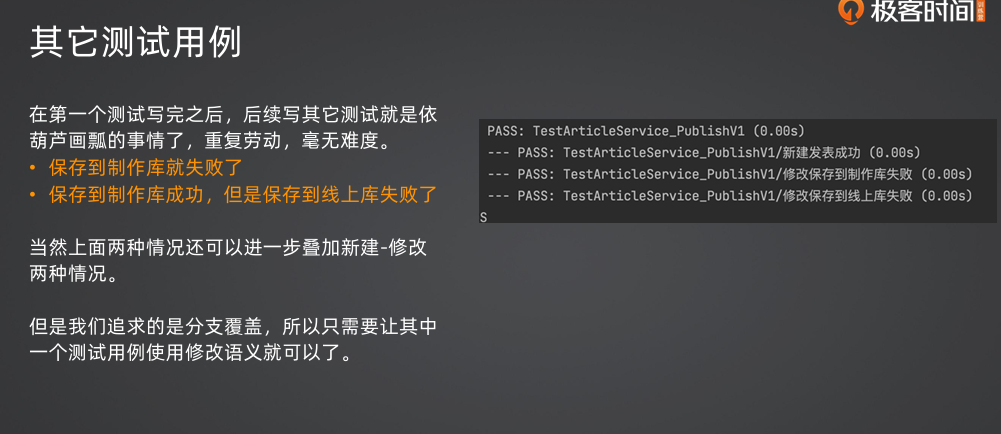 极客时间 训练营
其它测试用例
在第一个测试写完之后，后续写其它测试就是依
葫芦画瓢的事情了，重复劳动，毫无难度。
• 保存到制作库就失败了
• 保存到制作库成功，但是保存到线上库失败了
当然上面两种情况还可以进一步叠加新建-修改
两种情况。
但是我们追求的是分支覆盖，所以只需要让其中
一个测试用例使用修改语义就可以了。
PASS: TestArticleService_PublishV1 (0.00s)
--- PASS: TestArticleService_PublishV1/新建发表成功 (0.00s)
--- PASS: TestArticleService_PublishV1/修改保存到制作库失败 (0.00s)
--- PASS: TestArticleService_PublishV1/修改保存到线上库失败 (0.00s)
S